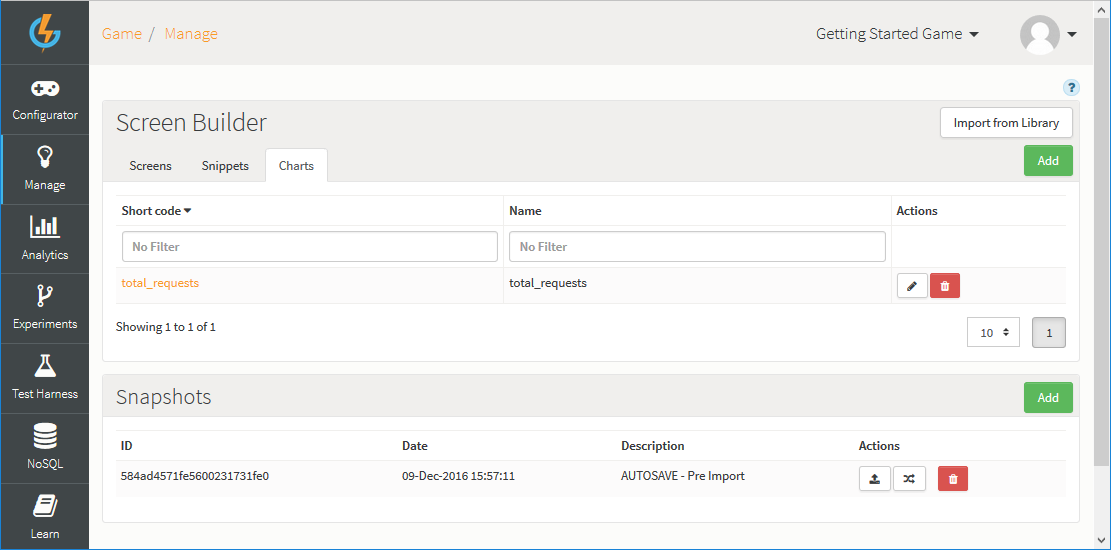 Game / Manage
Getting Started Game
Configurator
Manage
Analytics
Experiments
Test Harness
NoSQL
Learn
?
Screen Builder
Import from Library
Screens
Snippets
Charts
Add
Short code
Name
Actions
No Filter
No Filter
total_requests
total_requests
Showing 1 to 1 of 1
10
1
Snapshots
Add
ID
Date
Description
Actions
584ad4571fe5600231731fe0
09-Dec-2016 15:57:11
AUTOSAVE - Pre Import